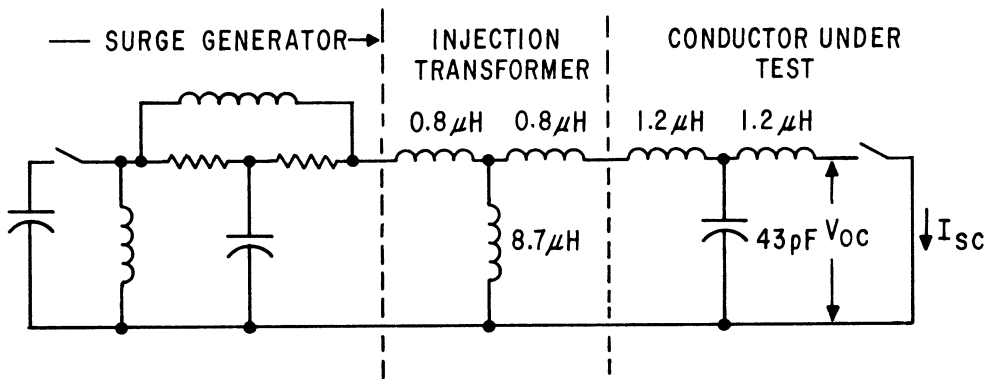 SURGE GENERATOR
INJECTION
TRANSFORMER
CONDUCTOR UNDER
TEST
0.8μH 0.8μH 1.2μH 1.2μH
8.7μH
43pF VOC
ISC